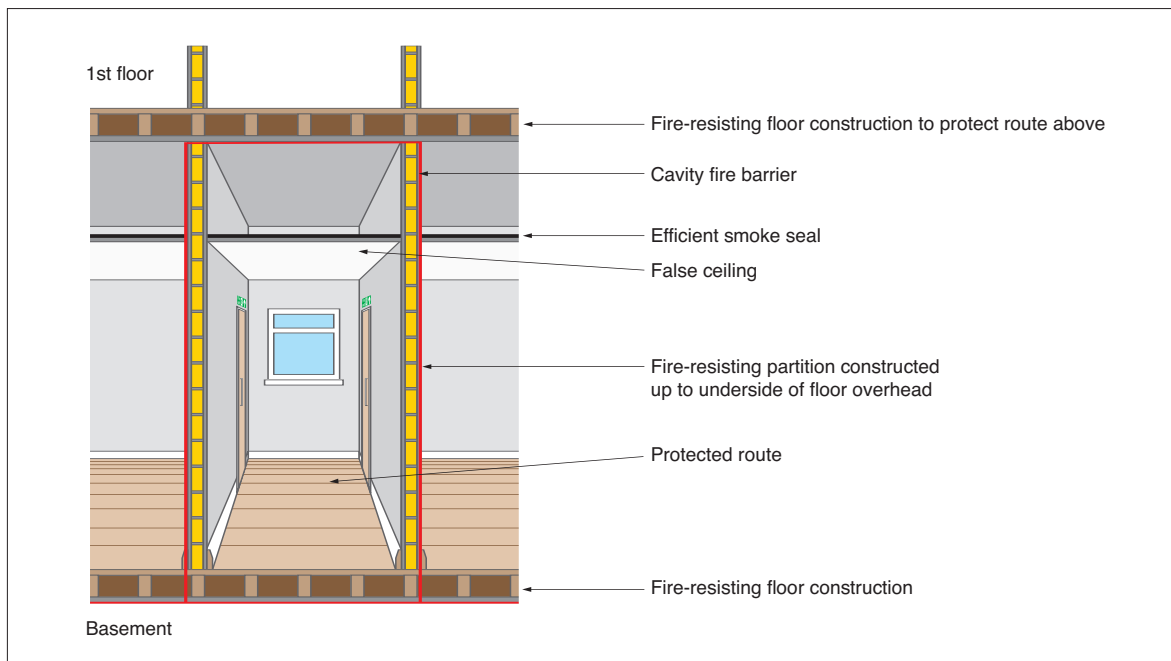 1st floor
Fire-resisting floor construction to protect route above
Cavity fire barrier
Efficient smoke seal
False ceiling
Fire-resisting partition constructed
up to underside of floor overhead
Protected route
Fire-resisting floor construction
Basement